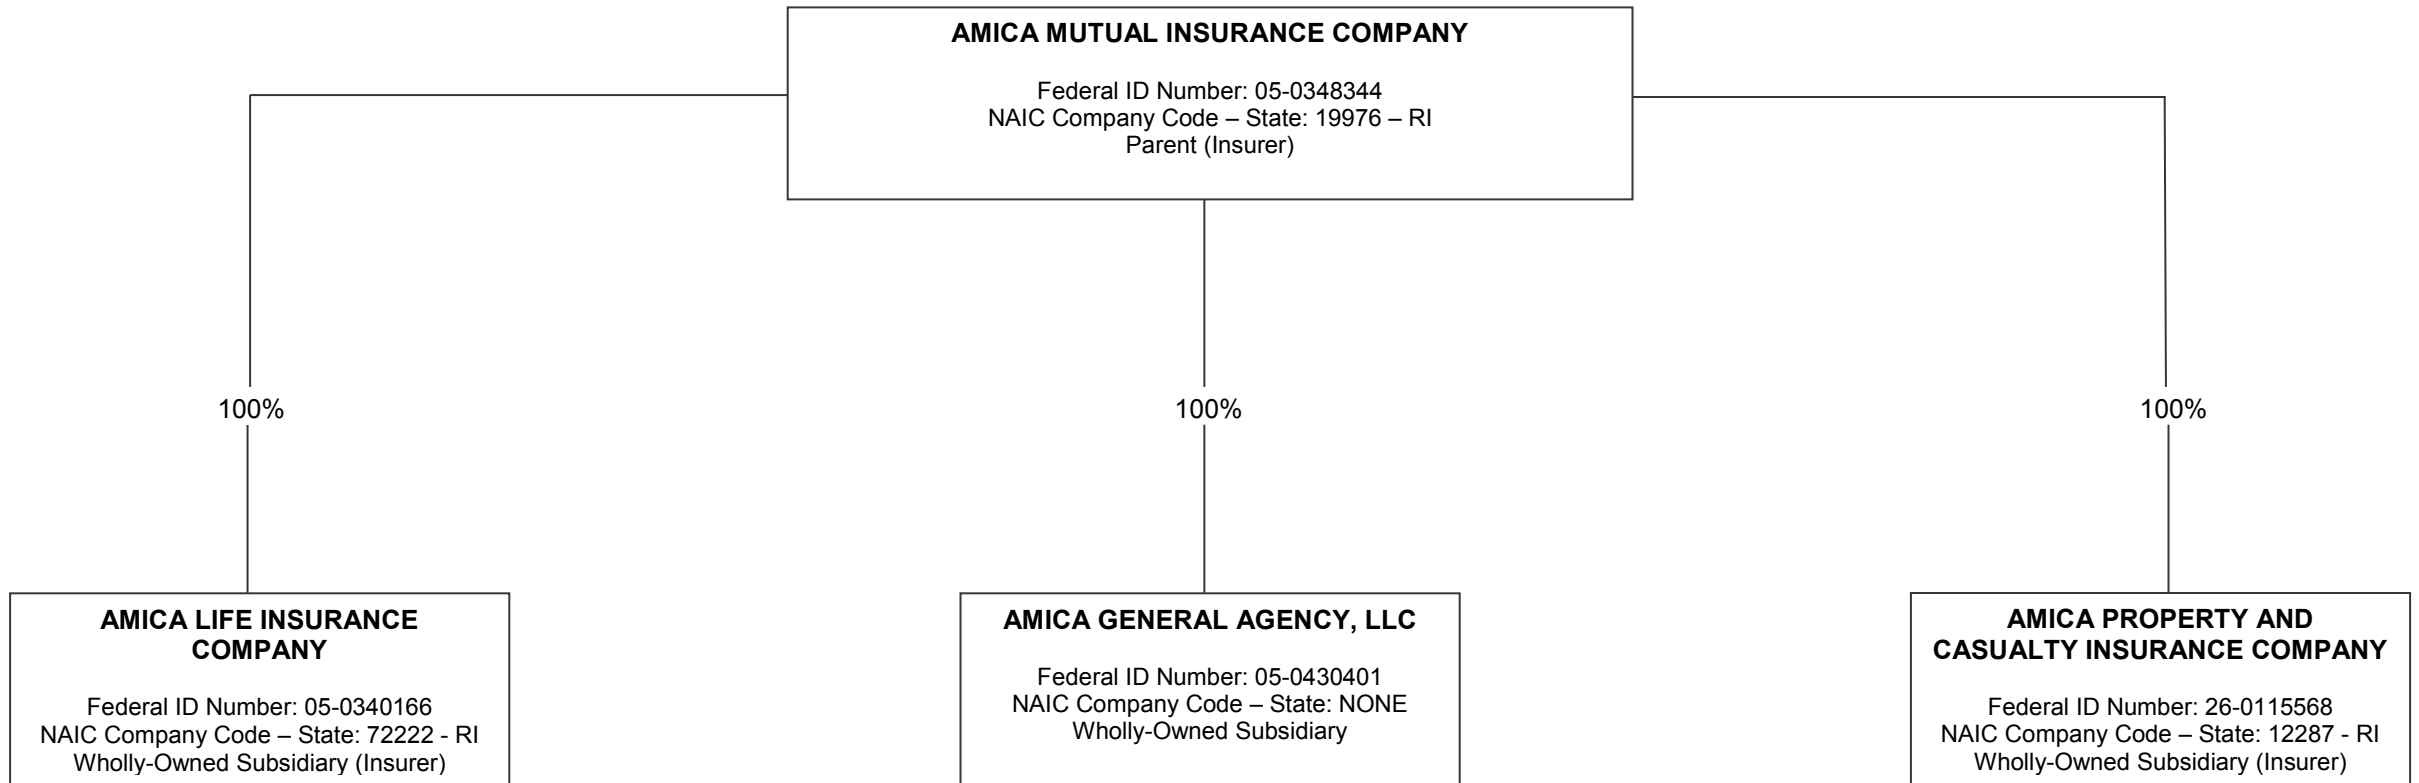 AMICA MUTUAL INSURANCE COMPANY
Federal ID Number: 05-0348344
NAIC Company Code – State: 19976 – RI
Parent (Insurer)
100%
100%
100%
AMICA LIFE INSURANCE
COMPANY
Federal ID Number: 05-0340166
NAIC Company Code – State: 72222 - RI
Wholly-Owned Subsidiary (Insurer)
AMICA GENERAL AGENCY, LLC
Federal ID Number: 05-0430401
NAIC Company Code – State: NONE
Wholly-Owned Subsidiary
AMICA PROPERTY AND
CASUALTY INSURANCE COMPANY
Federal ID Number: 26-0115568
NAIC Company Code – State: 12287 - RI
Wholly-Owned Subsidiary (Insurer)